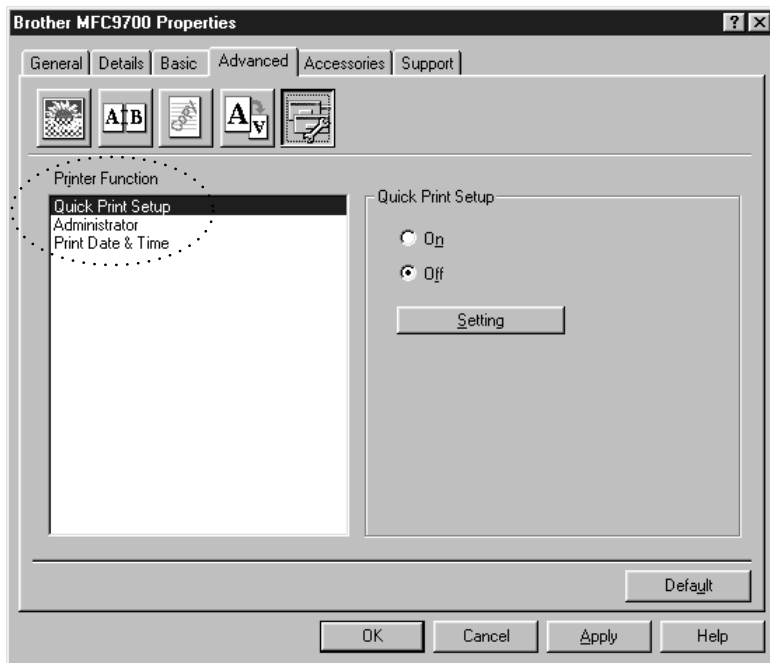 Brother MFC9700 Properties
General Details Basic Advanced Accessories Support
A B Copy A A
Printer Function
Quick Print Setup
Administrator
Print Date & Time
Quick Print Setup
On
Off
Setting
Default
OK Cancel Apply Help